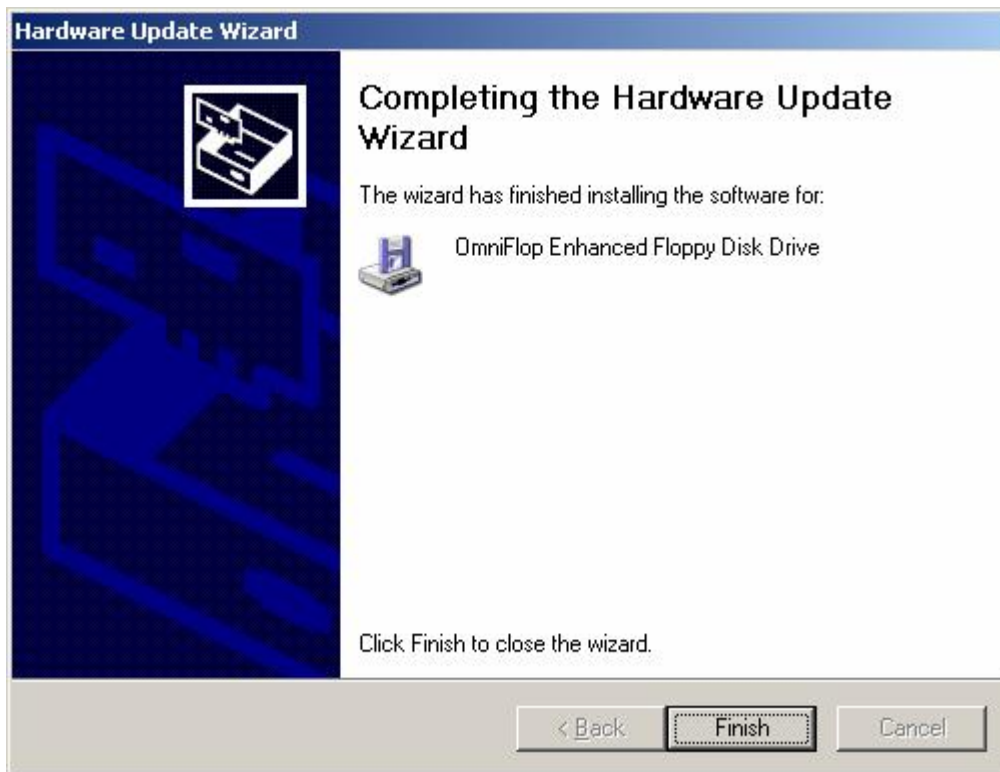 Hardware Update Wizard
Completing the Hardware Update
Wizard
The wizard has finished installing the software for:
OmniFlop Enhanced Floppy Disk Drive
Click Finish to close the wizard.
< Back
Finish
Cancel